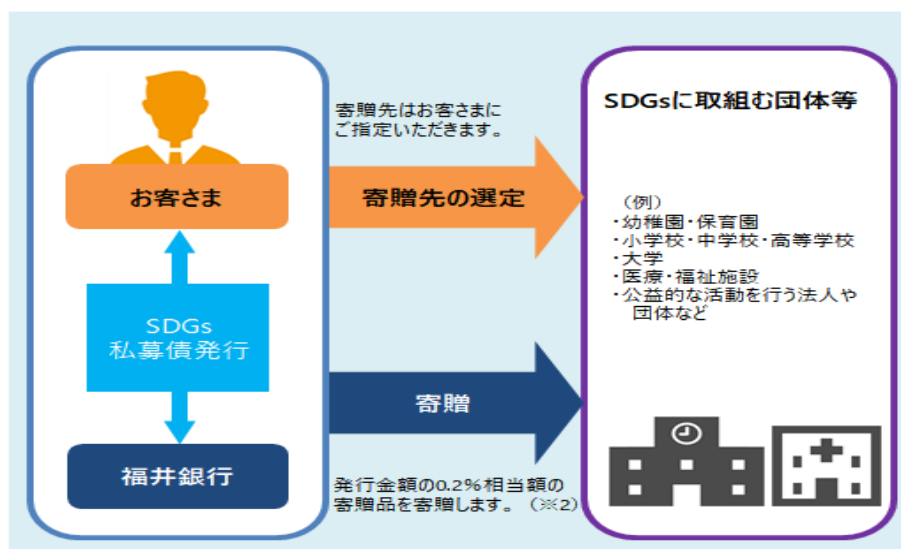 お客さま
SDGs
私募債発行
福井銀行
寄贈先はお客さまに
ご指定いただきます。
寄贈先の選定
寄贈
発行金額の0.2%相当額の
寄贈品を寄贈します。（※2）
SDGsに取組む団体等
（例）
・幼稚園・保育園
・小学校・中学校・高等学校
・大学
・医療・福祉施設
・公益的な活動を行う法人や
団体など